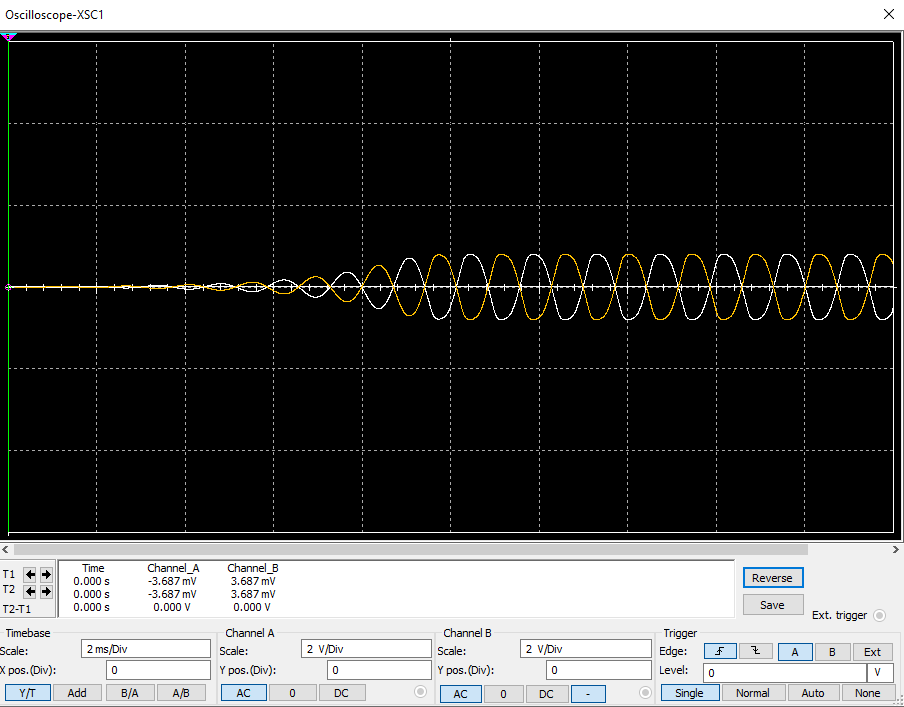 Oscilloscope-XSC1
Time Channel_A Channel_B
T1 0.000 s -3.687 mV 3.687 mV
T2 0.000 s -3.687 mV 3.687 mV
T2-T1 0.000 s 0.000 V 0.000 V
Reverse
Save
Ext. trigger
Timebase
Scale: 2 ms/Div
X pos.(Div): 0
Y/T Add B/A A/B
Channel A
Scale: 2 V/Div
Y pos.(Div): 0
AC 0 DC
Channel B
Scale: 2 V/Div
Y pos.(Div): 0
AC 0 DC -
Trigger
Edge: A B Ext
Level: 0 V
Single Normal Auto None